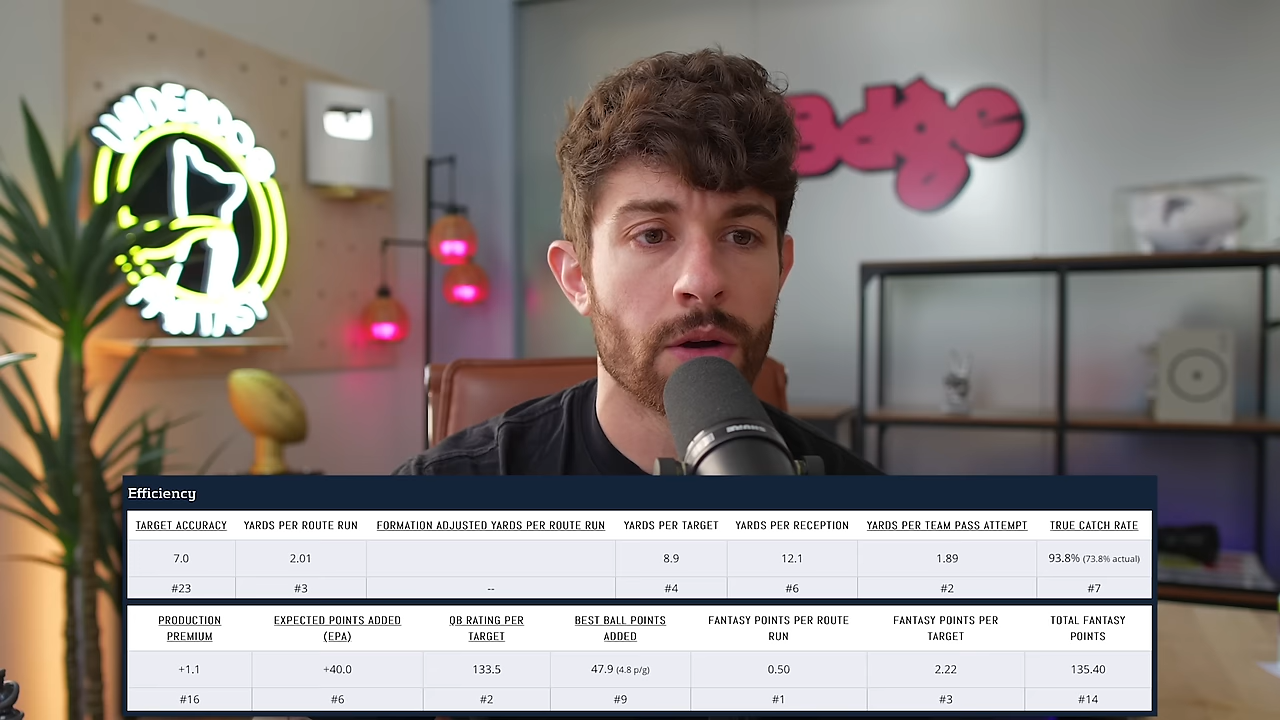 UNDERDOG
FANTASY
Efficiency
TARGET ACCURACY YARDS PER ROUTE RUN FORMATION ADJUSTED YARDS PER ROUTE RUN YARDS PER TARGET YARDS PER RECEPTION YARDS PER TEAM PASS ATTEMPT TRUE CATCH RATE
7.0 2.01 8.9 12.1 1.89 93.8% (73.8% actual)
#23 #3 -- #4 #6 #2 #7
PRODUCTION PREMIUM EXPECTED POINTS ADDED (EPA) QB RATING PER TARGET BEST BALL POINTS ADDED FANTASY POINTS PER ROUTE RUN FANTASY POINTS PER TARGET TOTAL FANTASY POINTS
+1.1 +40.0 133.5 47.9 (4.8 p/g) 0.50 2.22 135.40
#16 #6 #2 #9 #1 #3 #14